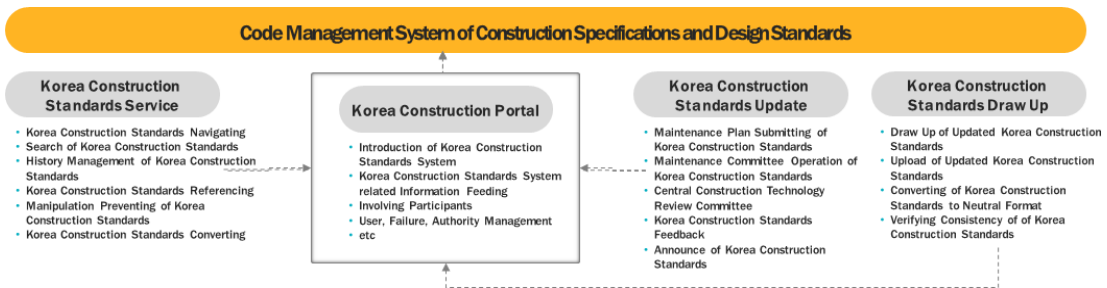 Code Management System of Construction Specifications and Design Standards
Korea Construction
Standards Service
• Korea Construction Standards Navigating
• Search of Korea Construction Standards
• History Management of Korea Construction
Standards
• Korea Construction Standards Referencing
• Manipulation Preventing of Korea
Construction Standards
• Korea Construction Standards Converting
Korea Construction Portal
• Introduction of Korea Construction
Standards System
• Korea Construction Standards System
related Information Feeding
• Involving Participants
• User, Failure, Authority Management
• etc
Korea Construction
Standards Update
• Maintenance Plan Submitting of
Korea Construction Standards
• Maintenance Committee Operation of
Korea Construction Standards
• Central Construction Technology
Review Committee
• Korea Construction Standards
Feedback
• Announce of Korea Construction
Standards
Korea Construction
Standards Draw Up
• Draw Up of Updated Korea Construction
Standards
• Upload of Updated Korea Construction
Standards
• Converting of Korea Construction
Standards to Neutral Format
• Verifying Consistency of of Korea
Construction Standards